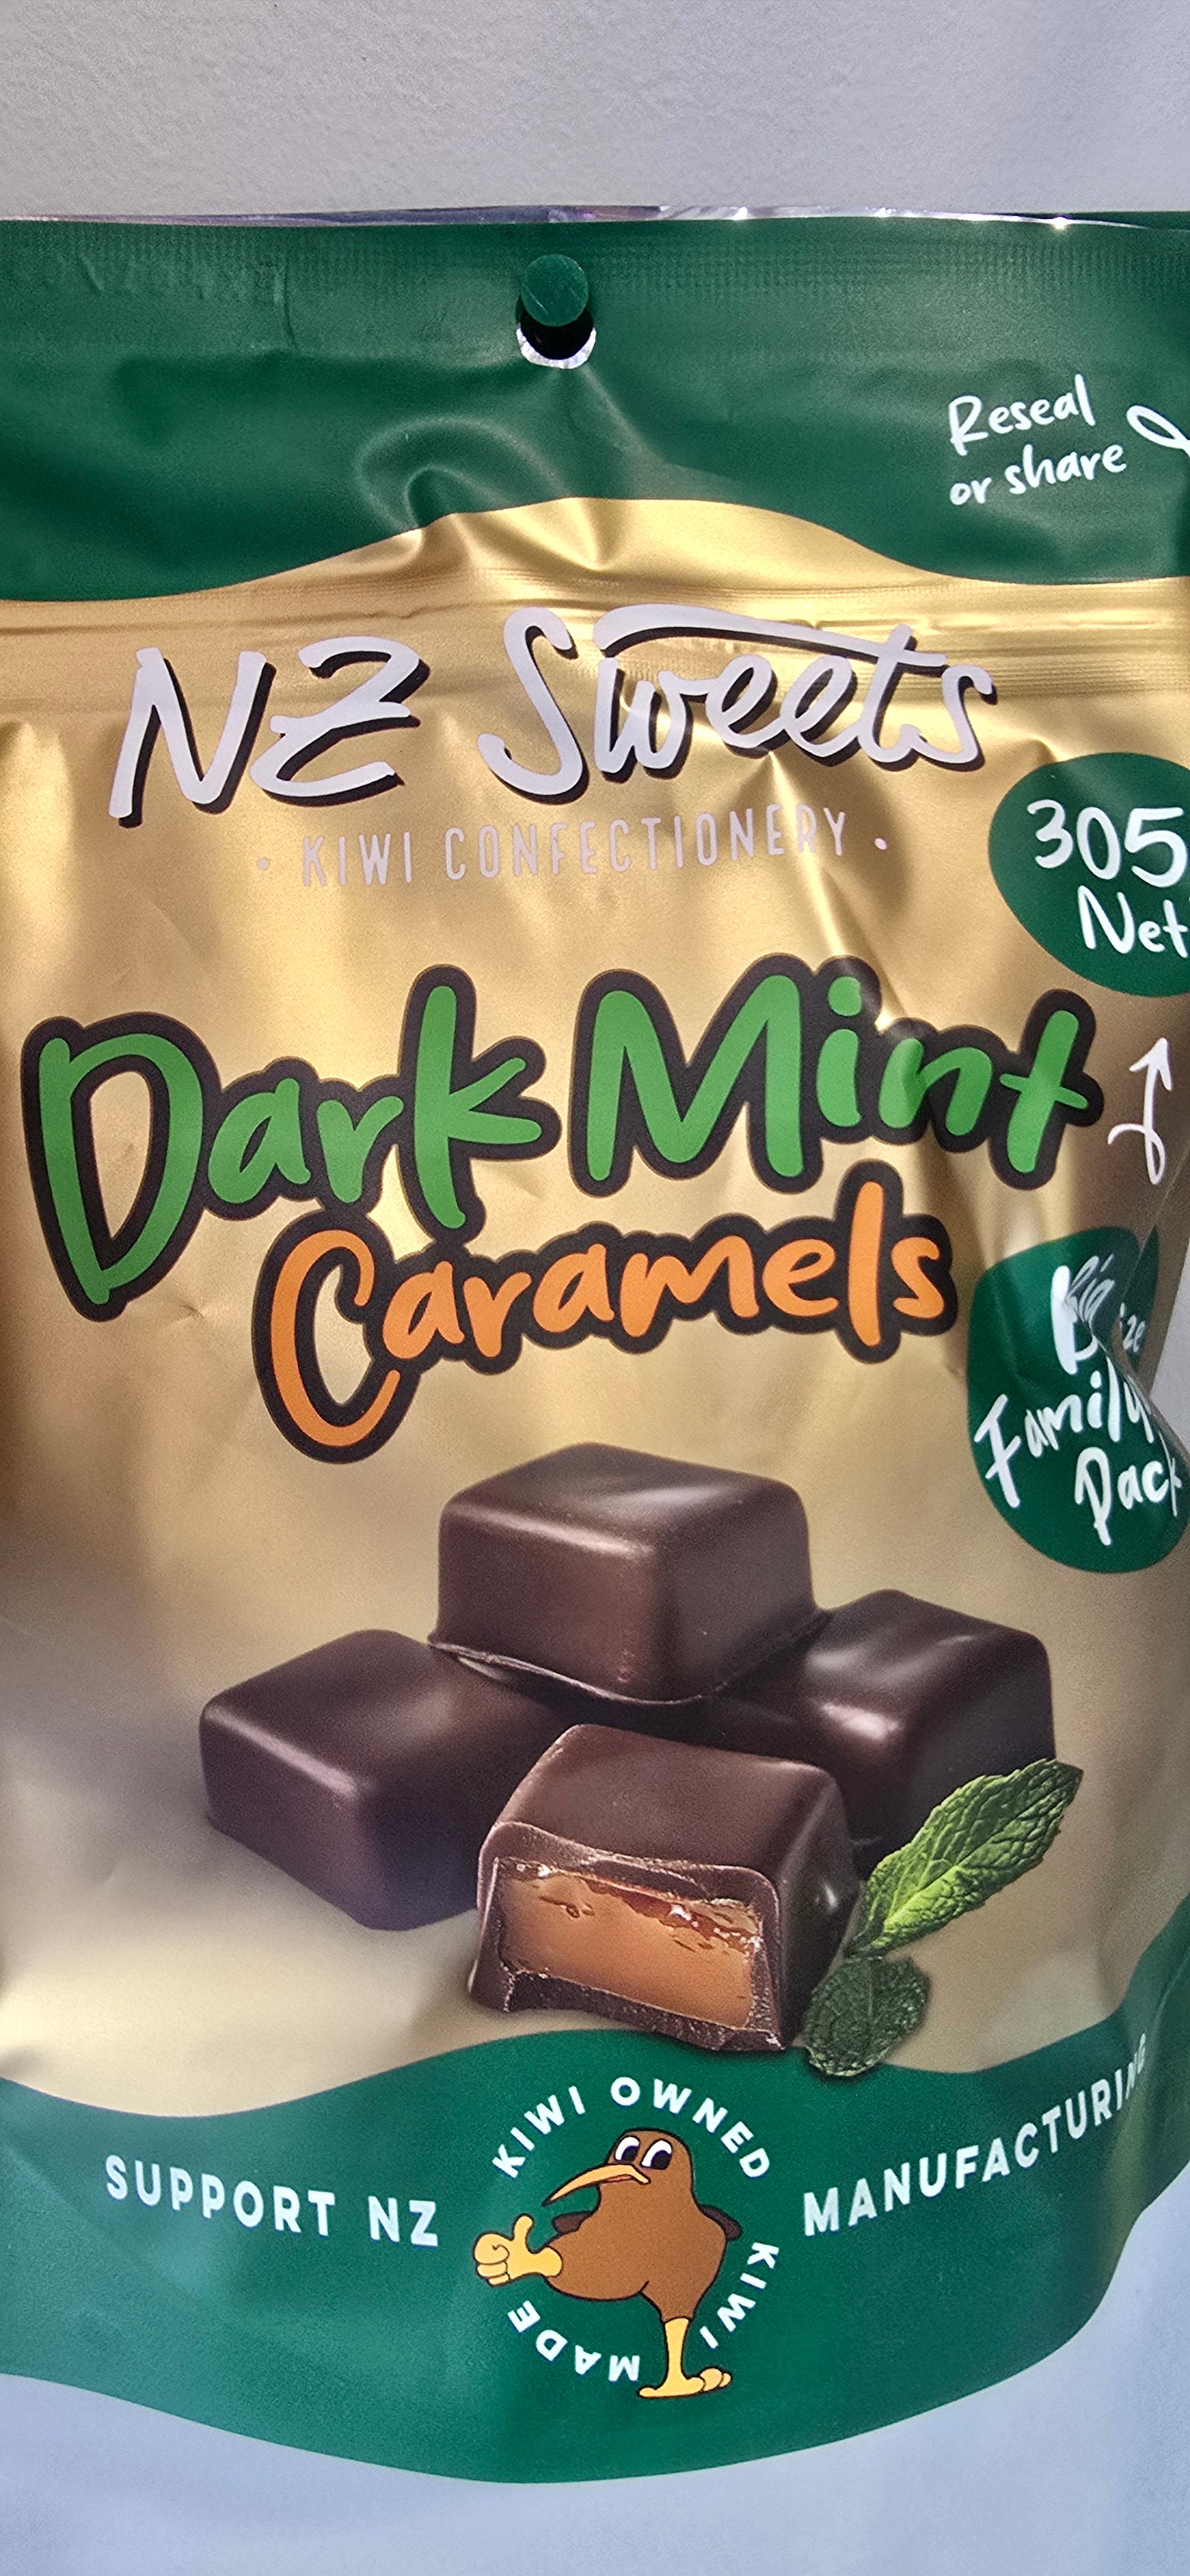 Reseal
or share
NZ Sweets
• KIWI CONFECTIONERY •
305
Net
Dark Mint
Caramels
Family
Pack
KIWI OWNED
SUPPORT NZ
MANUFACTURING
KIWI
MADE